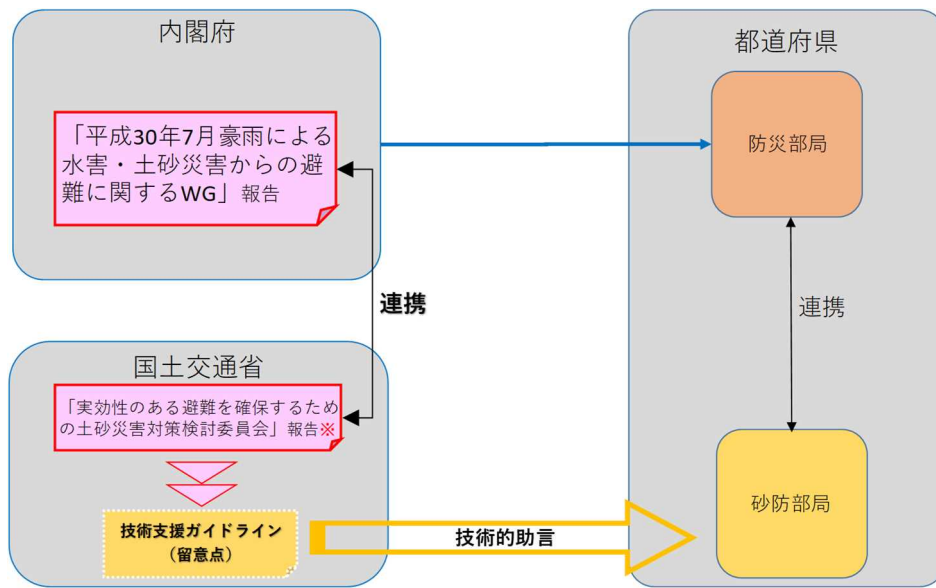 内閣府
「平成30年7月豪雨による
水害・土砂災害からの避
難に関するWG」報告
連携
国土交通省
「実効性のある避難を確保するため
の土砂災害対策検討委員会」報告※
技術支援ガイドライン
（留意点）
技術的助言
都道府県
防災部局
連携
砂防部局